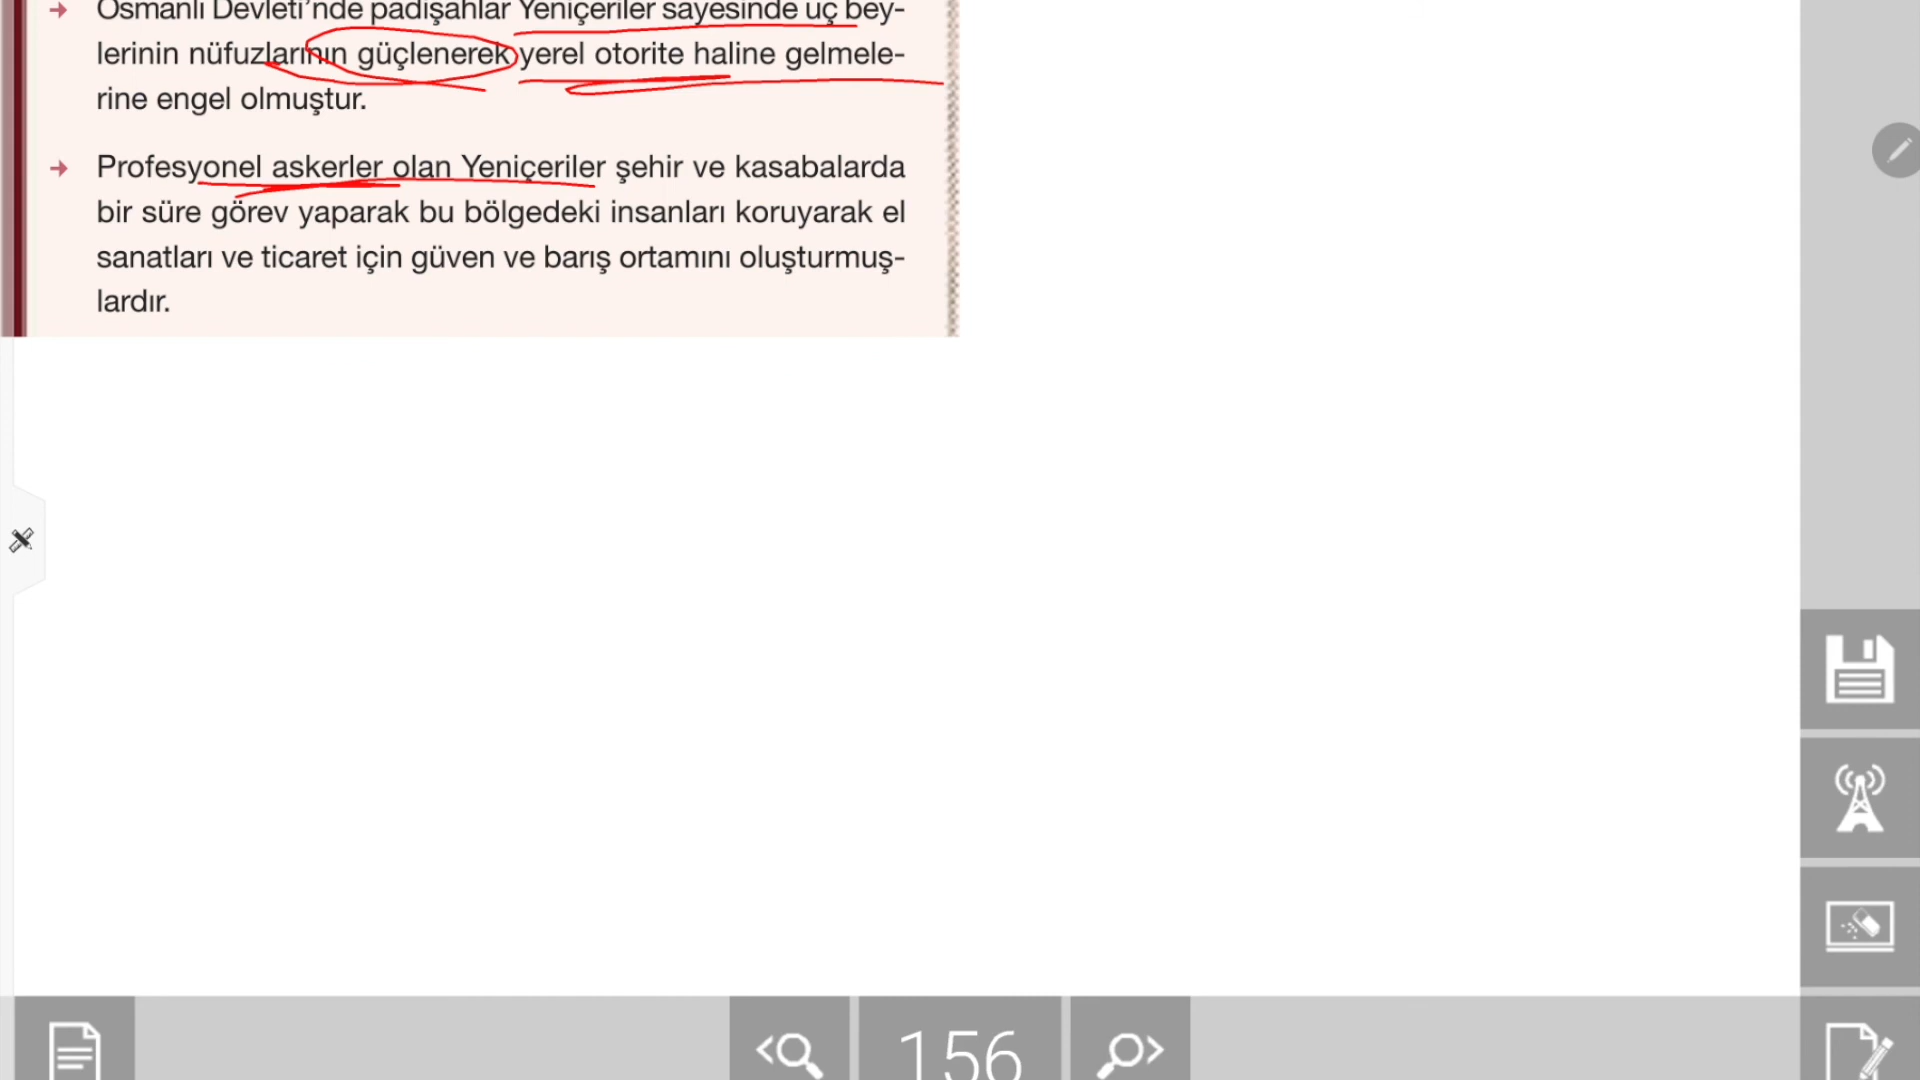 Osmanlı Devleti'nde padişahlar Yeniçeriler sayesinde uç bey-
lerinin nüfuzlarının güçlenerek yerel otorite haline gelmele-
rine engel olmuştur.
Profesyonel askerler olan Yeniçeriler şehir ve kasabalarda
bir süre görev yaparak bu bölgedeki insanları koruyarak el
sanatları ve ticaret için güven ve barış ortamını oluşturmuş-
lardır.
156